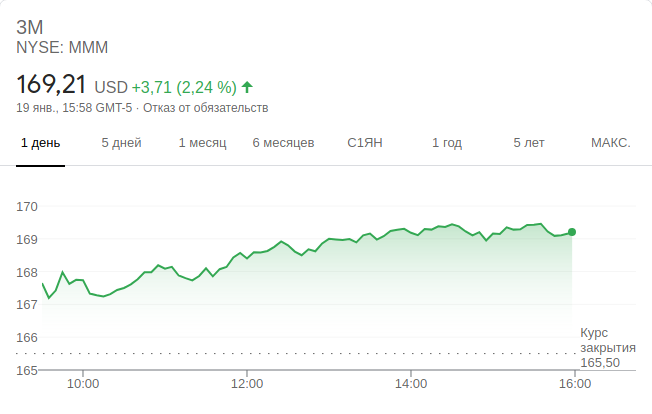 3M
NYSE: MMM
169,21 USD +3,71 (2,24 %)
19 янв., 15:58 GMT-5 · Отказ от обязательств
1 день 5 дней 1 месяц 6 месяцев С1ЯН 1 год 5 лет МАКС.
170
169
168
167
166
Курс
закрытия
165,50
165
10:00 12:00 14:00 16:00